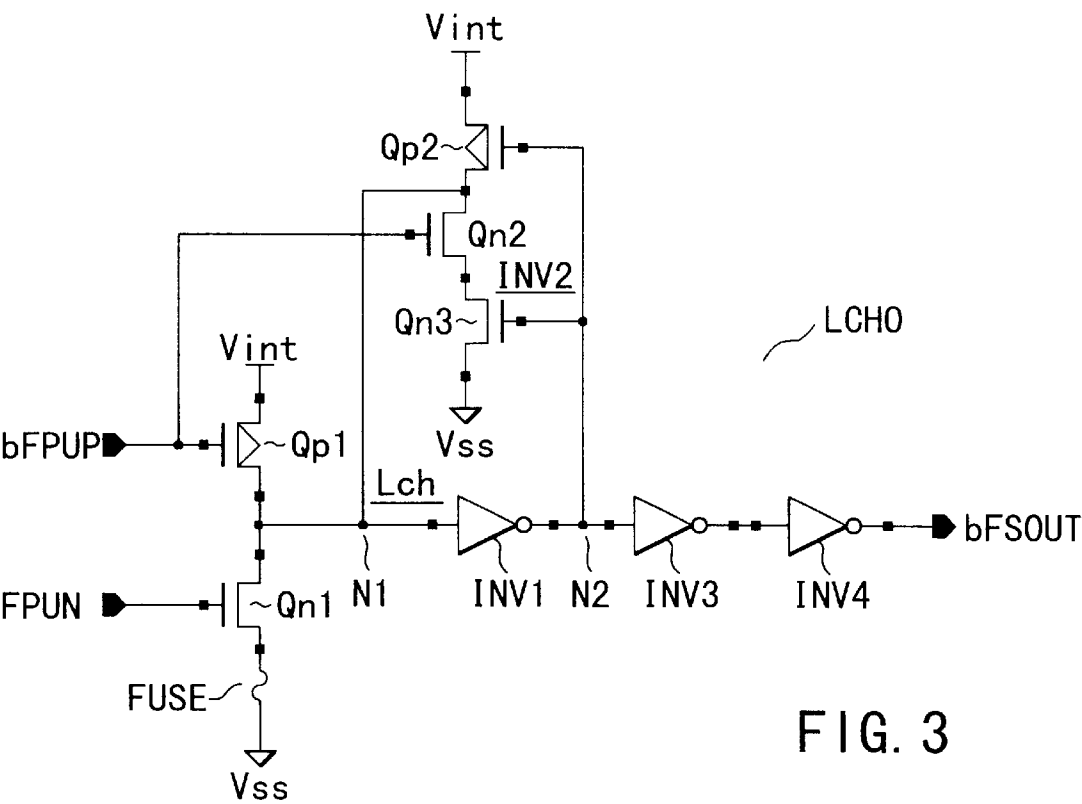 Vint
Qp2
Qn2
INV2
Qn3
LCHO
Vint
Vss
bFPUP
Qp1
Lch
bFSOUT
N1
INV1
N2
INV3
INV4
FPUN
Qn1
FUSE
Vss
FIG. 3